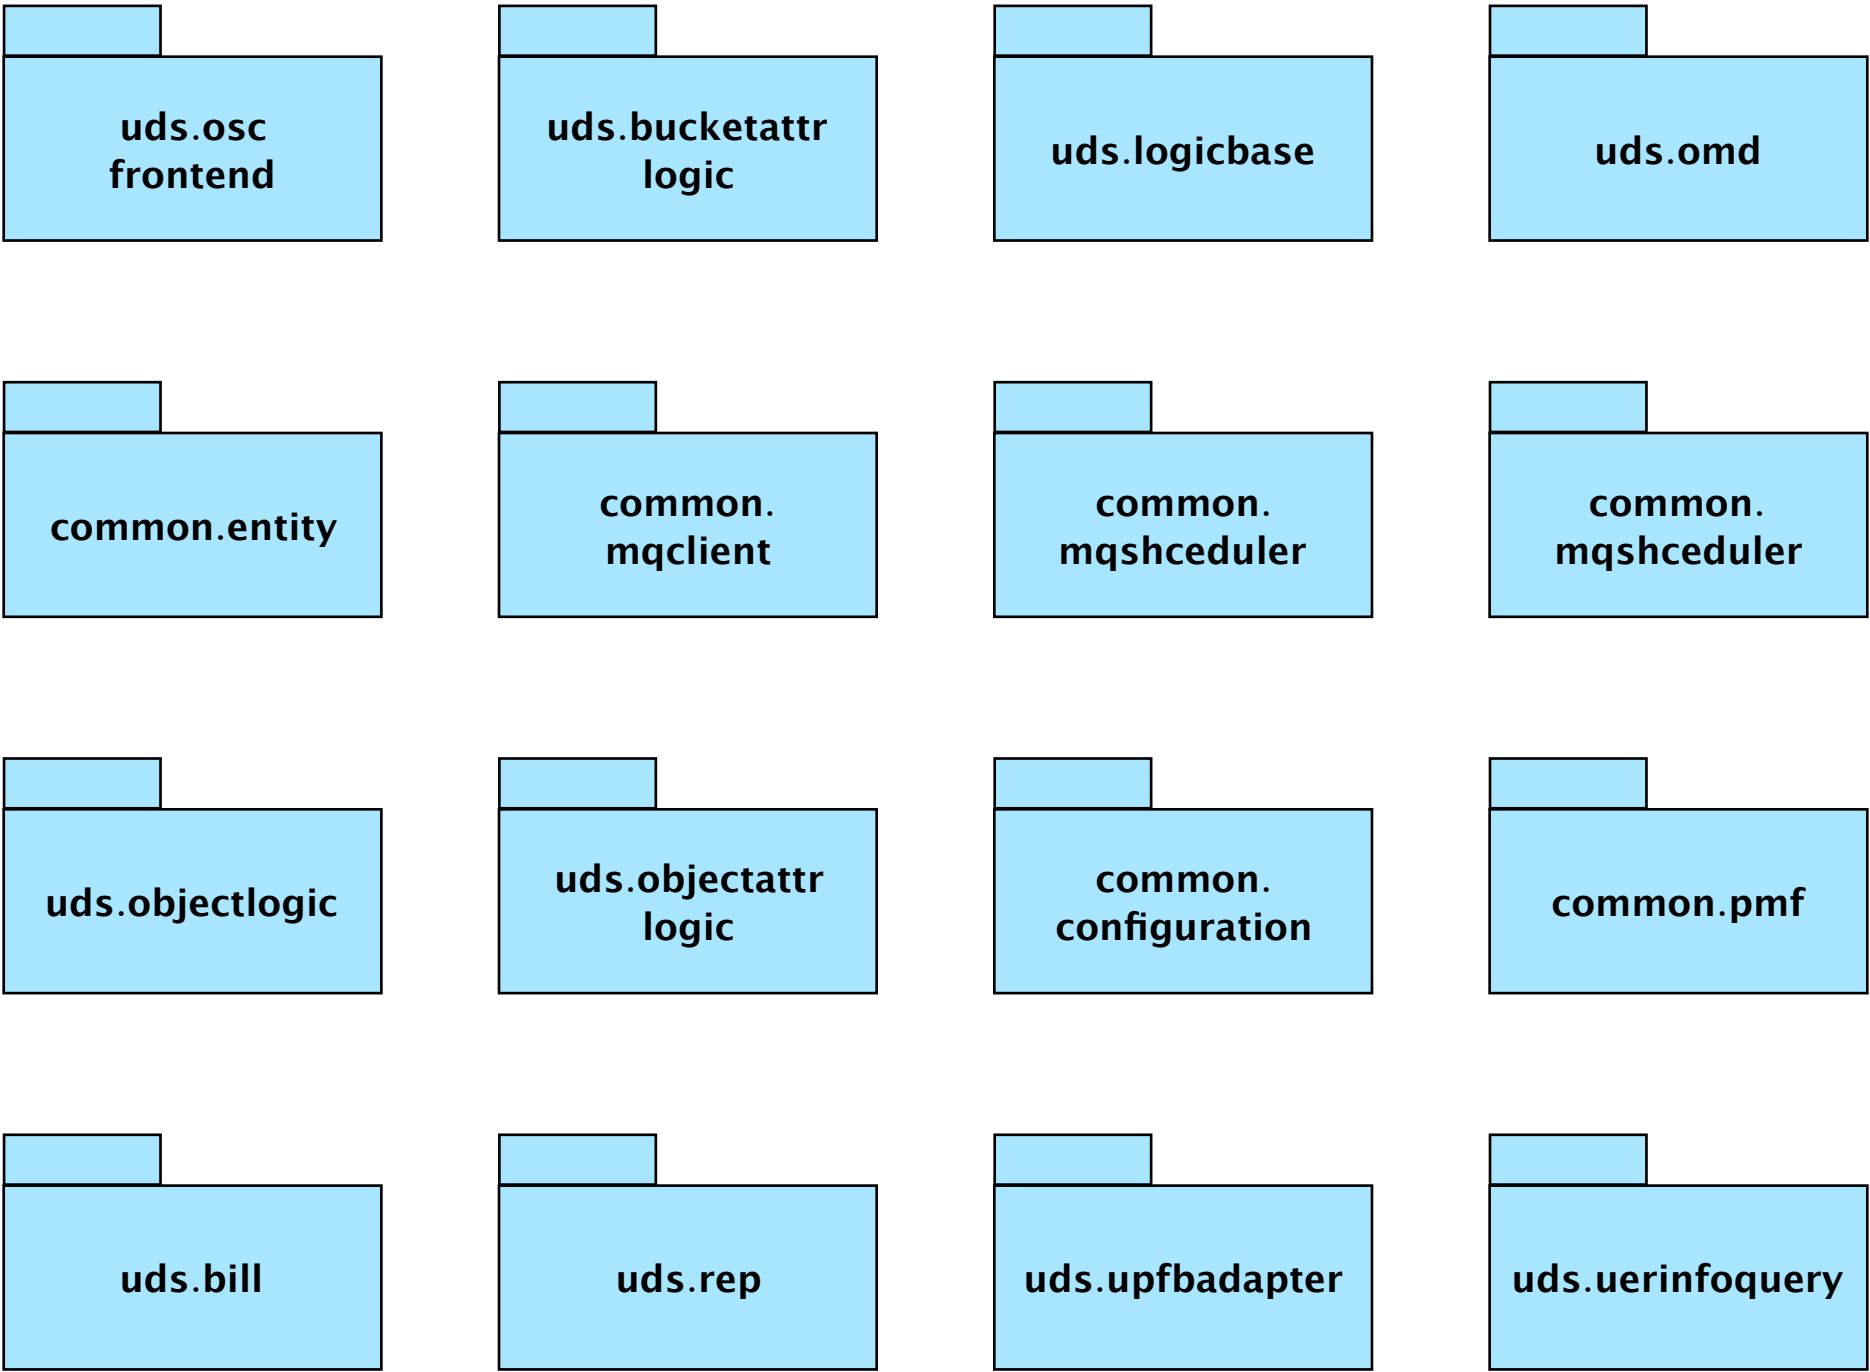 uds.osc
frontend
uds.bucketattr
logic
uds.logicbase
uds.omd
common.entity
common.
mqclient
common.
mqshceduler
common.
mqshceduler
uds.objectlogic
uds.objectattr
logic
common.
configuration
common.pmf
uds.bill
uds.rep
uds.upfbadapter
uds.uerinfoquery